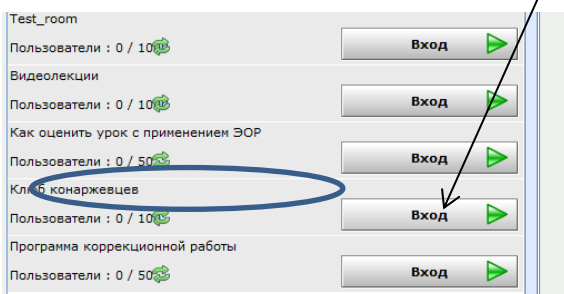 Test_room
Пользователи : 0 / 10
Вход
Видеолекции
Пользователи : 0 / 10
Вход
Как оценить урок с применением ЭОР
Пользователи : 0 / 50
Вход
Клуб конаржевцев
Пользователи : 0 / 10
Вход
Программа коррекционной работы
Пользователи : 0 / 50
Вход